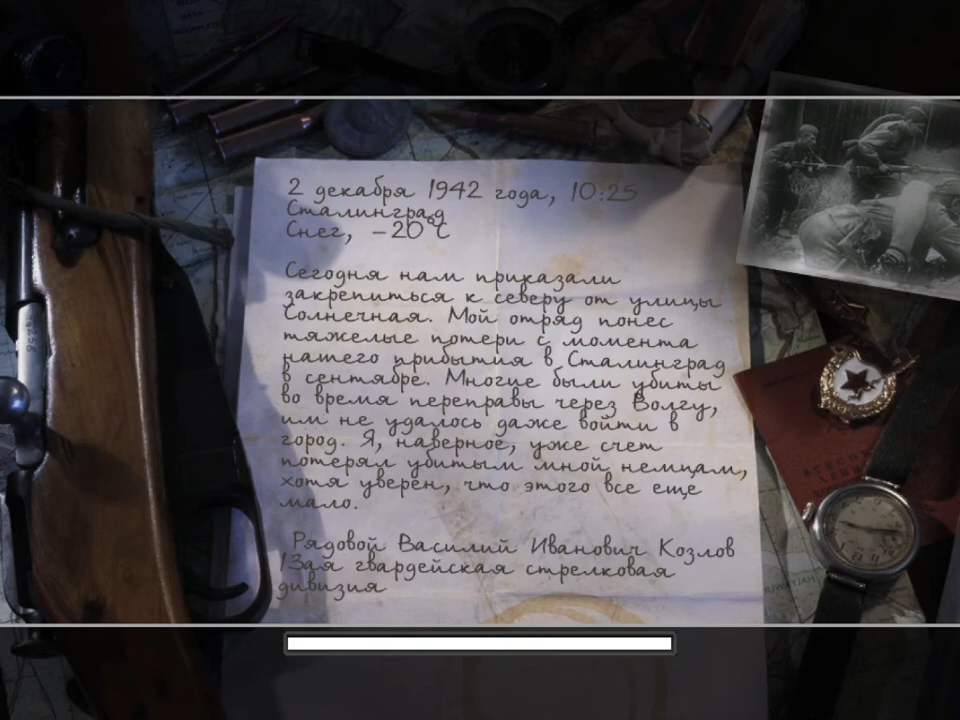 2 декабря 1942 года, 10:25
Сталинград
Снег, -20°C
Сегодня нам приказали
закрепиться к северу от улицы
Солнечная. Мой отряд понес
тяжелые потери с момента
нашего прибытия в Сталинград
в сентябре. Многие были убиты
во время переправы через Волгу,
им не удалось даже войти в
город. Я, наверное, уже счет
потерял убитым мной немцам,
хотя уверен, что этого все еще
мало.
Рядовой Василий Иванович Козлов
13ая гвардейская стрелковая
дивизия